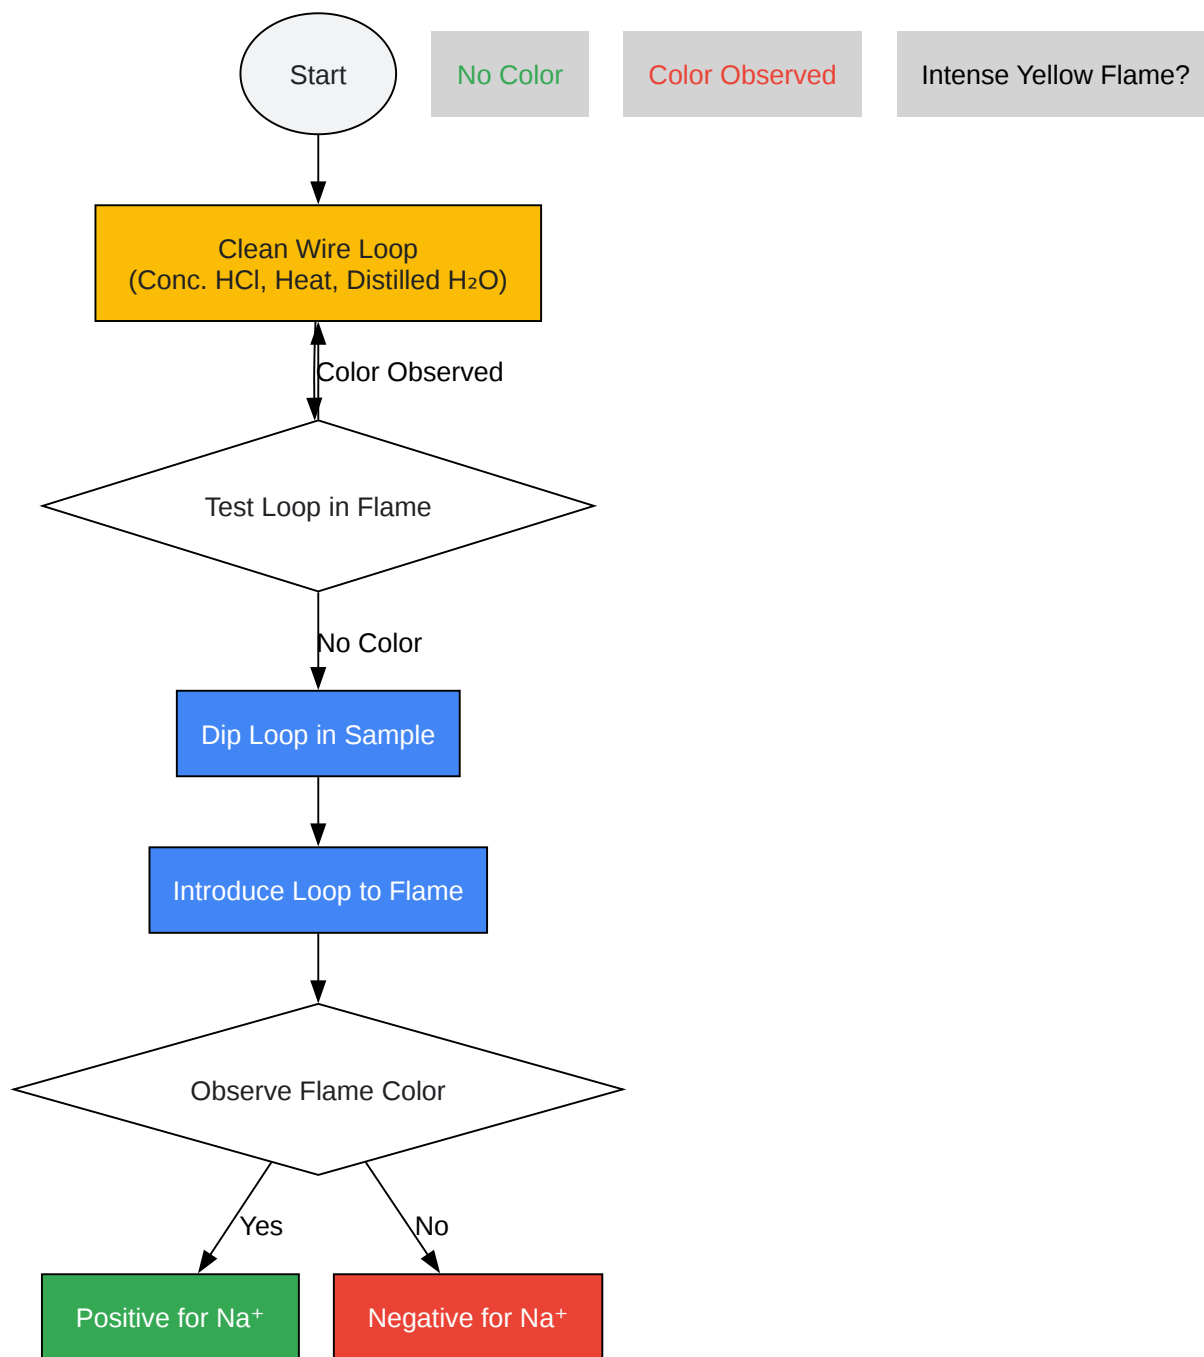 Start
No Color
Color Observed
Intense Yellow Flame?
Clean Wire Loop
(Conc. HCl, Heat, Distilled H₂O)
Color Observed
Test Loop in Flame
No Color
Dip Loop in Sample
Introduce Loop to Flame
Observe Flame Color
Yes
No
Positive for Na⁺
Negative for Na⁺